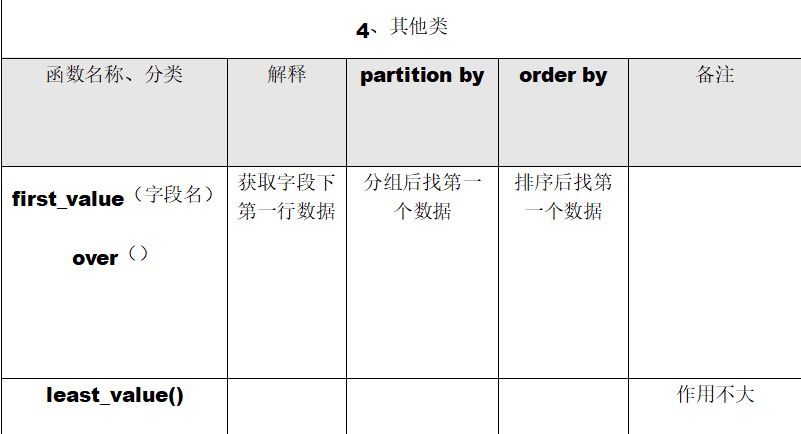 4、其他类
函数名称、分类 解释 partition by order by 备注
first_value（字段名）
over（）
获取字段下
第一行数据
分组后找第一
个数据
排序后找第
一个数据
least_value() 作用不大